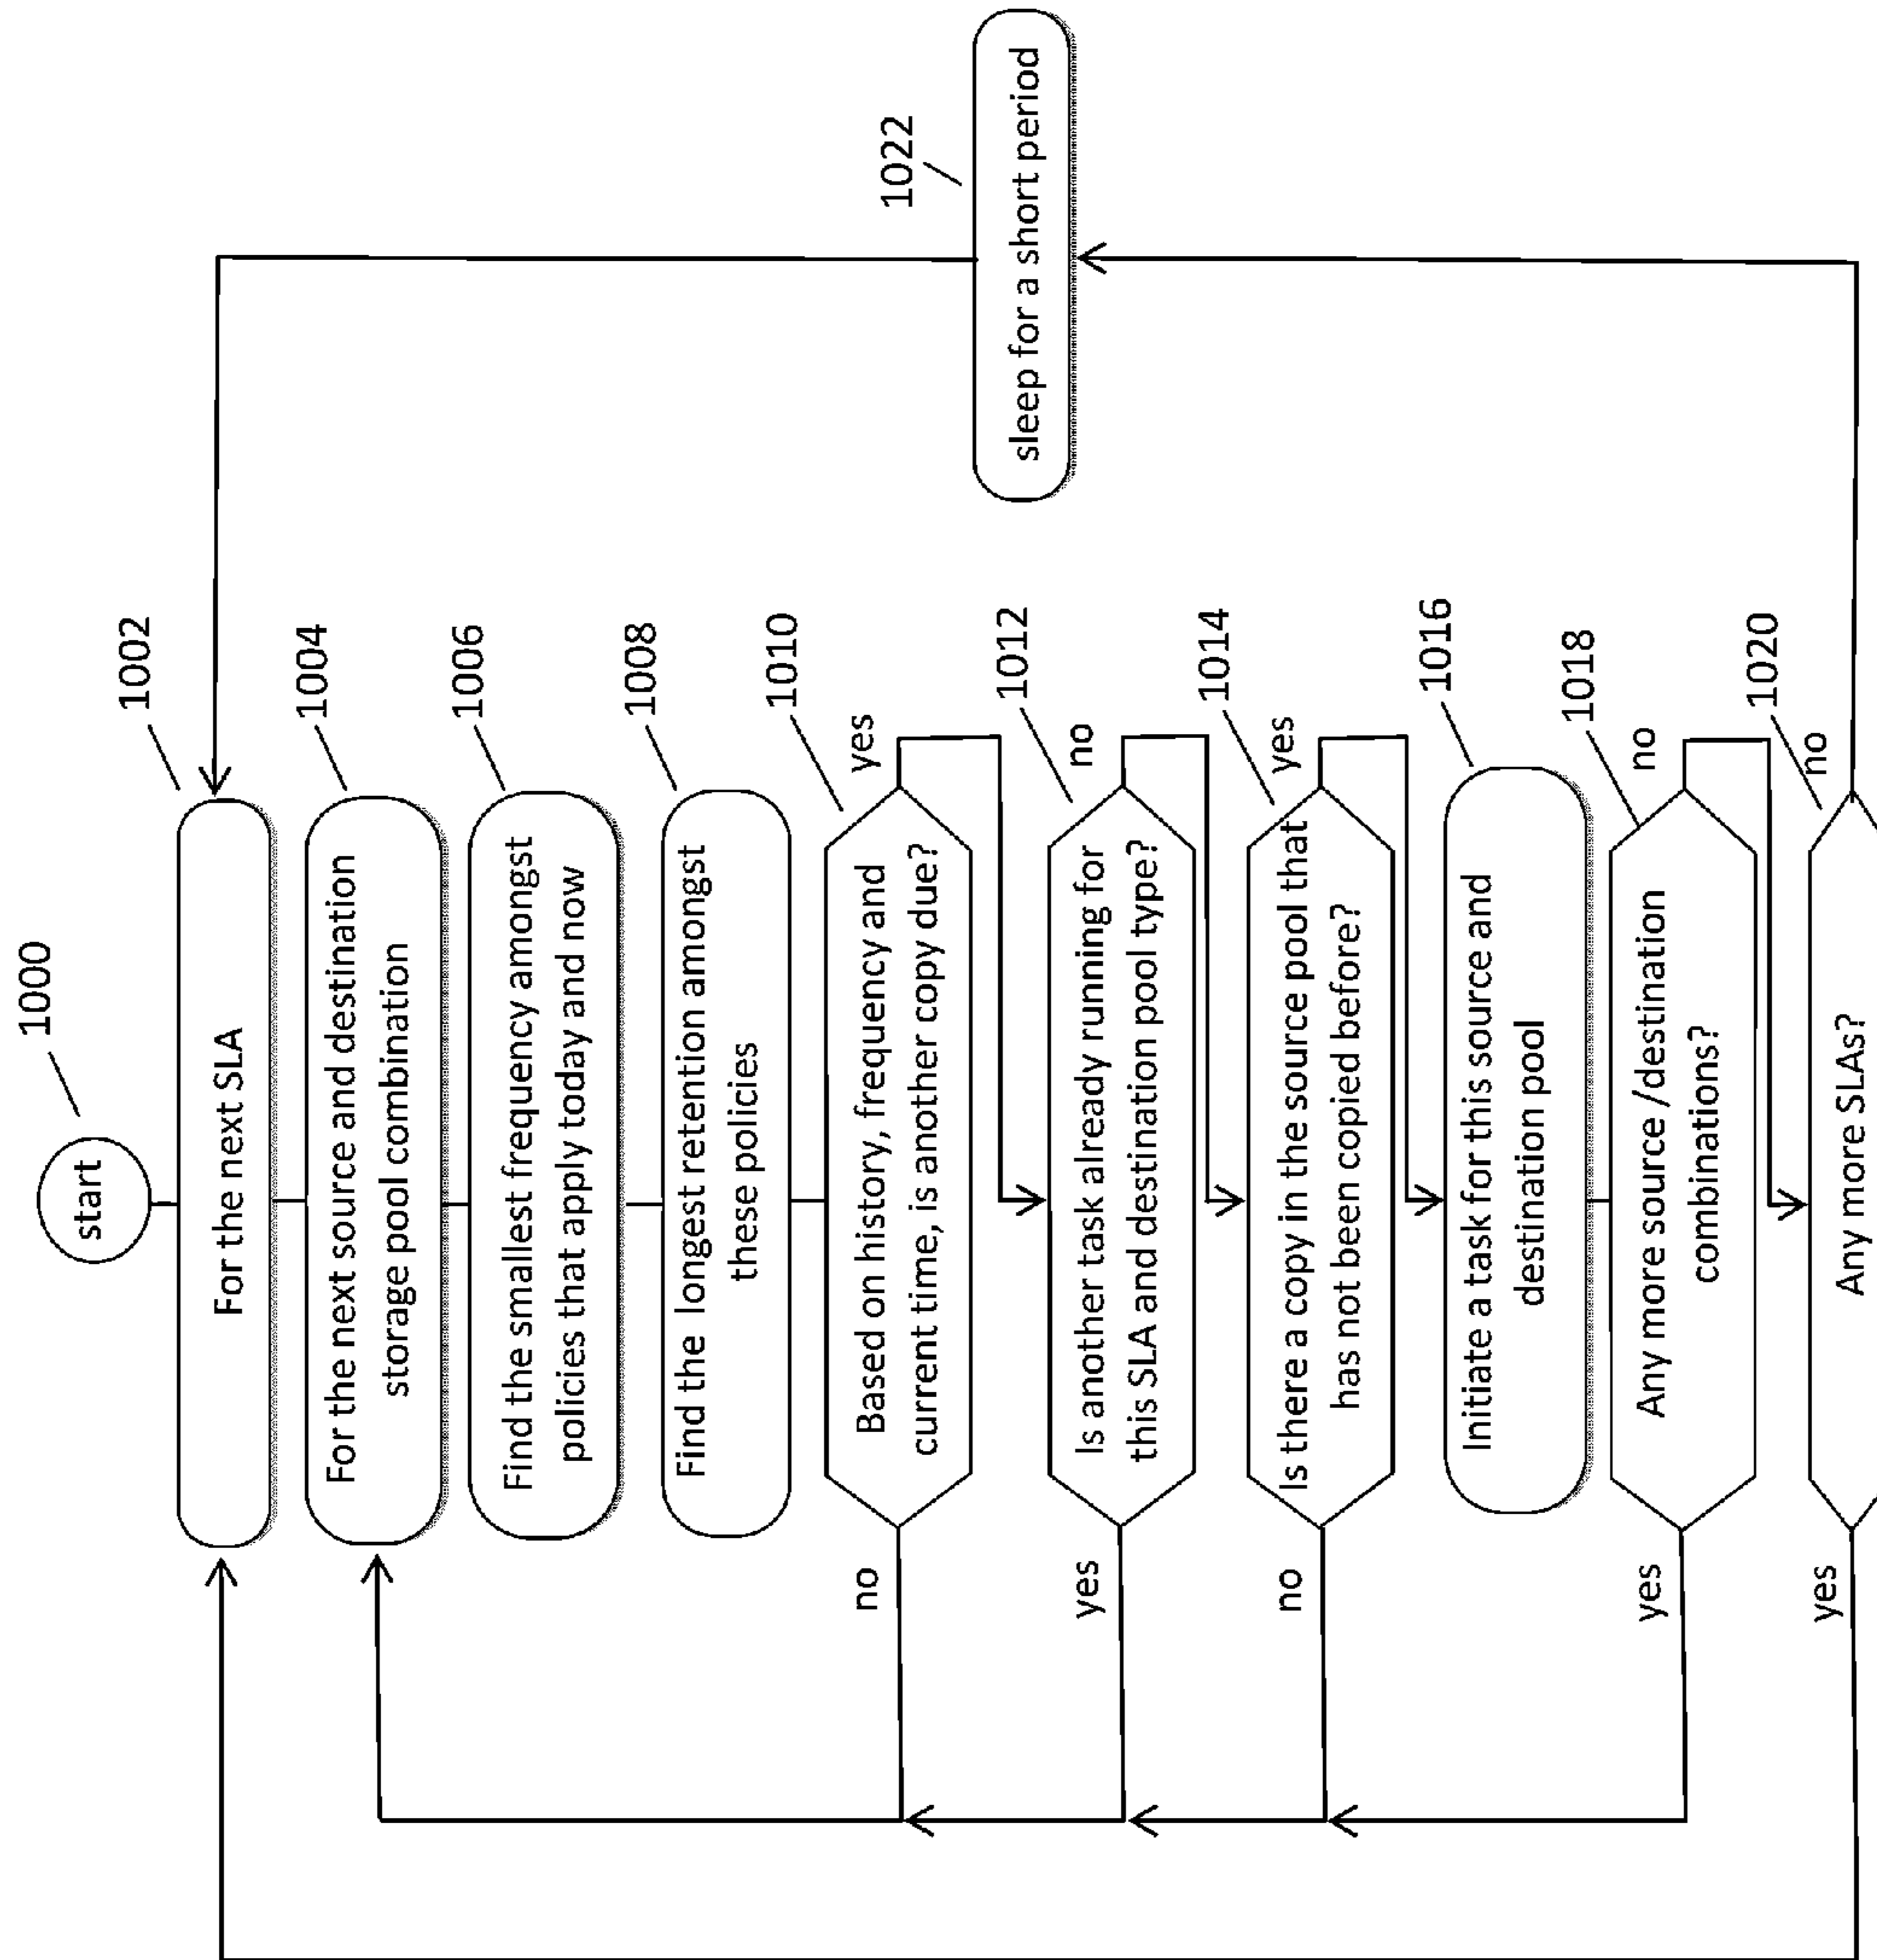 1000
start
1002
For the next SLA
1004
For the next source and destination
storage pool combination
1006
Find the smallest frequency amongst
policies that apply today and now
1008
Find the longest retention amongst
these policies
1010
Based on history, frequency and
current time, is another copy due?
no
yes
1012
Is another task already running for
this SLA and destination pool type?
yes
no
1014
Is there a copy in the source pool that
has not been copied before?
no
yes
1016
Initiate a task for this source and
destination pool
1018
Any more source /destination
combinations?
yes
no
1020
Any more SLAs?
yes
no
1022
sleep for a short period